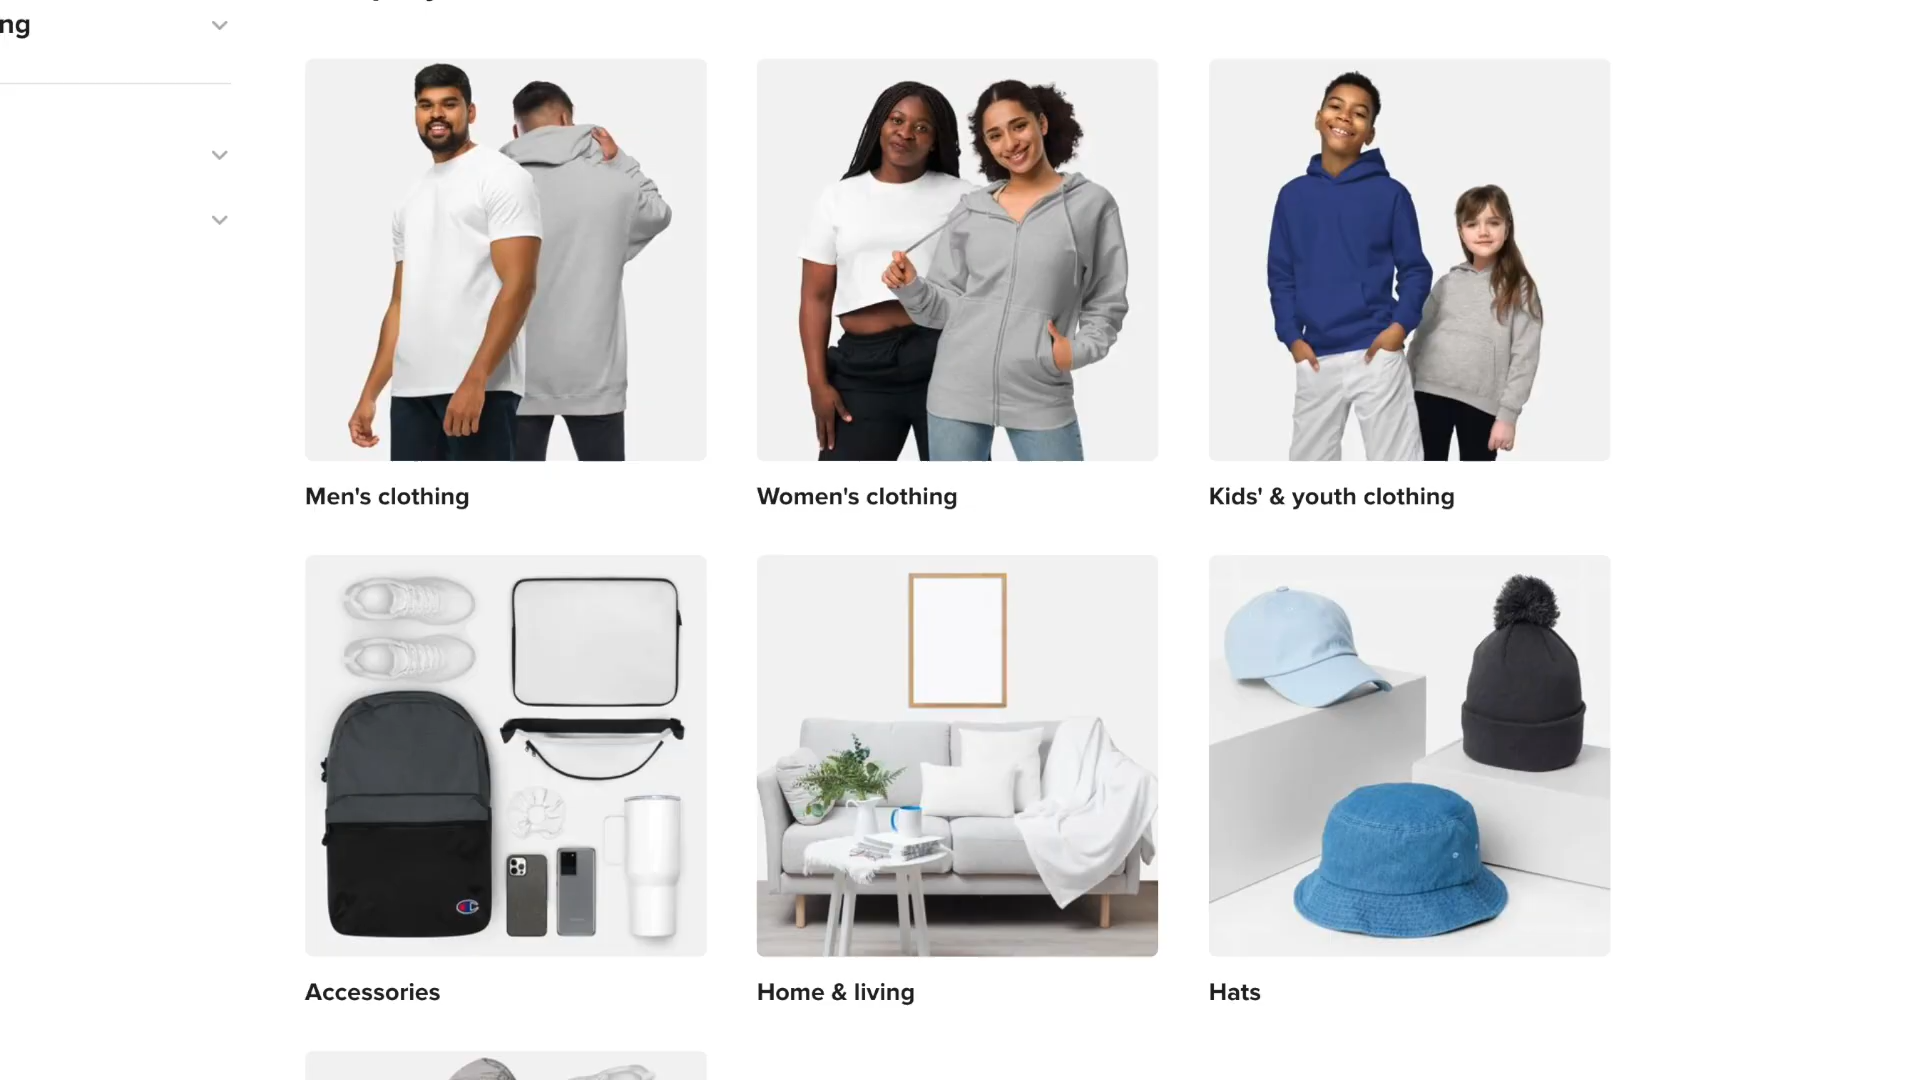 ng
Men's clothing
Women's clothing
Kids' & youth clothing
Accessories
Home & living
Hats